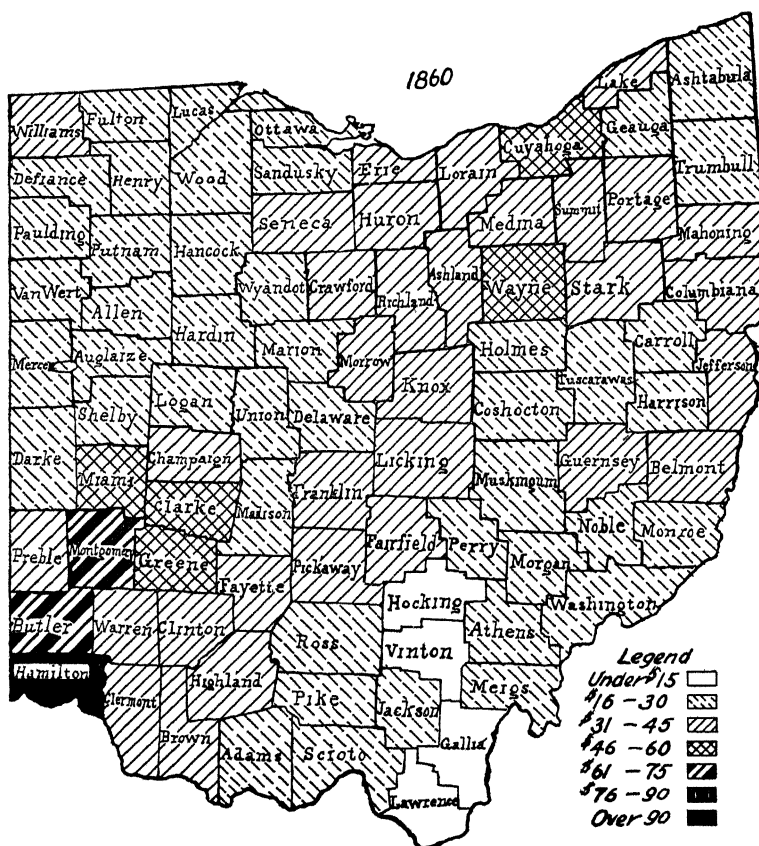 1860
Lake
Ashtabula
Lucas
Fulton
Williams
Ottawa
Geauga
Cuyahoga
Erie
Lorain
Trumbull
Defiance
Henry
Wood
Sandusky
Seneca
Huron
Medina
Summit
Portage
Paulding
Putnam
Hancock
Mahoning
Van Wert
Allen
Wyandot
Crawford
Richland
Ashland
Wayne
Stark
Columbiana
Mercer
Auglaize
Hardin
Marion
Morrow
Holmes
Carroll
Jefferson
Knox
Tuscarawas
Logan
Union
Delaware
Coshocton
Harrison
Shelby
Darke
Champaign
Licking
Guernsey
Belmont
Miami
Clarke
Madison
Franklin
Muskingum
Preble
Montgomery
Greene
Fairfield
Perry
Noble
Monroe
Morgan
Fayette
Pickaway
Hocking
Washington
Butler
Warren
Clinton
Ross
Athens
Vinton
Hamilton
Highland
Pike
Jackson
Meigs
Clermont
Brown
Adams
Scioto
Gallia
Lawrence
Legend
Under $15
$16 - 30
$31 - 45
$46 - 60
$61 - 75
$76 - 90
Over 90